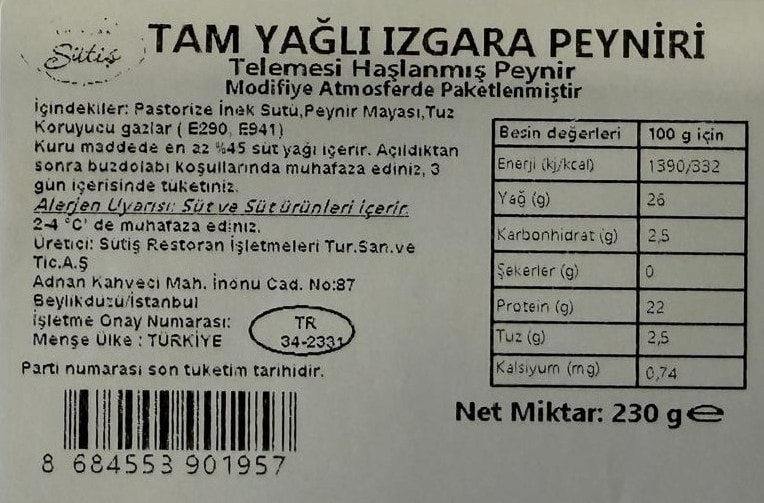 Sütiş
TAM YAĞLI IZGARA PEYNİRİ
Telemesi Haşlanmış Peynir
Modifiye Atmosferde Paketlenmiştir
İçindekiler: Pastorize İnek Sütü,Peynir Mayası,Tuz
Koruyucu gazlar ( E290, E941)
Kuru maddede en az %45 süt yağı içerir. Açıldıktan
sonra buzdolabı koşullarında muhafaza ediniz, 3
gün içerisinde tüketiniz.
Alerjen Uyarısı: Süt ve Süt ürünleri içerir.
2-4 °C' de muhafaza ediniz.
Üretici: Sütiş Restoran İşletmeleri Tur.San.ve
Tic.A.Ş
Adnan Kahveci Mah. İnönü Cad. No:87
Beylikdüzü/İstanbul
İşletme Onay Numarası: TR
34-2331
Menşe Ülke : TÜRKİYE
Parti numarası son tüketim tarihidir.
8 684553 901957
Besin değerleri 100 g için
Enerji (kj/kcal) 1390/332
Yağ (g) 26
Karbonhidrat (g) 2,5
Şekerler (g) 0
Protein (g) 22
Tuz (g) 2,5
Kalsiyum (mg) 0,74
Net Miktar: 230 g ℮